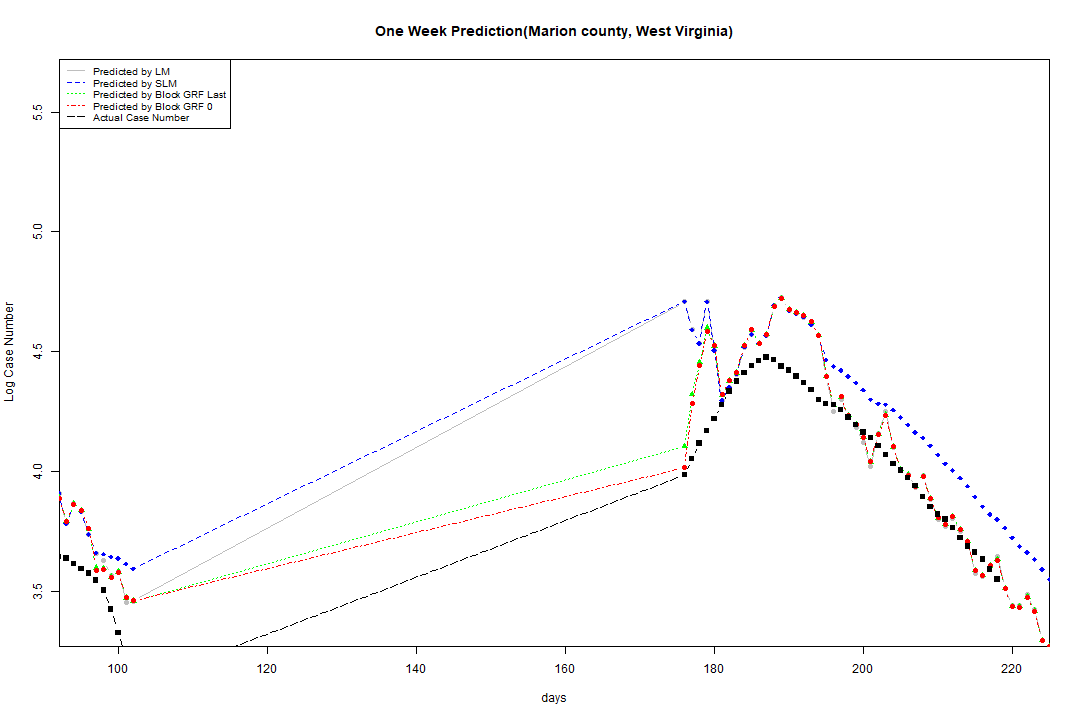 One Week Prediction(Marion county, West Virginia)
Predicted by LM
Predicted by SLM
Predicted by Block GRF Last
Predicted by Block GRF 0
Actual Case Number
5.5
5.0
4.5
4.0
3.5
Log Case Number
100 120 140 160 180 200 220
days